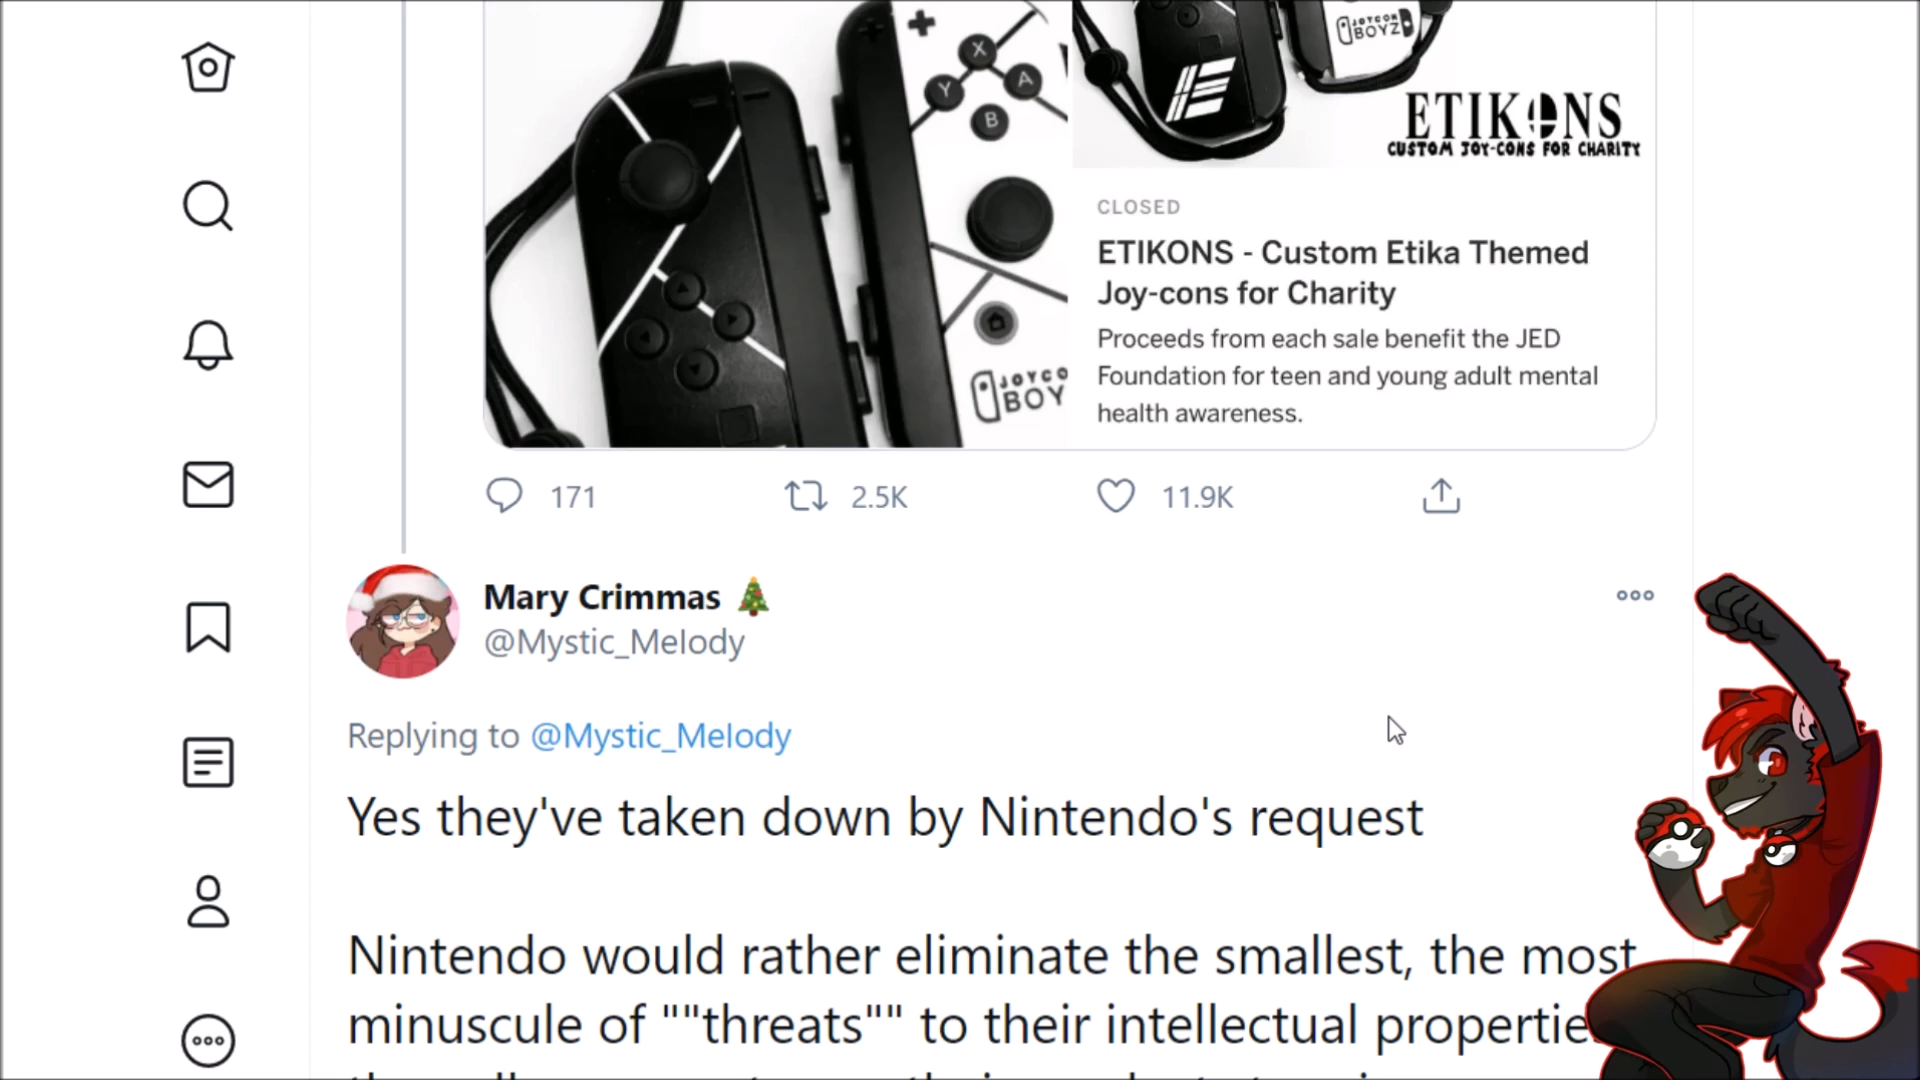 X
Y
A
B
JOYCO
BOY
JOYCON
BOYZ
ETIKONS
CUSTOM JOY-CONS FOR CHARITY
CLOSED
ETIKONS - Custom Etika Themed
Joy-cons for Charity
Proceeds from each sale benefit the JED
Foundation for teen and young adult mental
health awareness.
171
2.5K
11.9K
Mary Crimmas
@Mystic_Melody
Replying to @Mystic_Melody
Yes they've taken down by Nintendo's request
Nintendo would rather eliminate the smallest, the most
minuscule of ""threats"" to their intellectual propertie